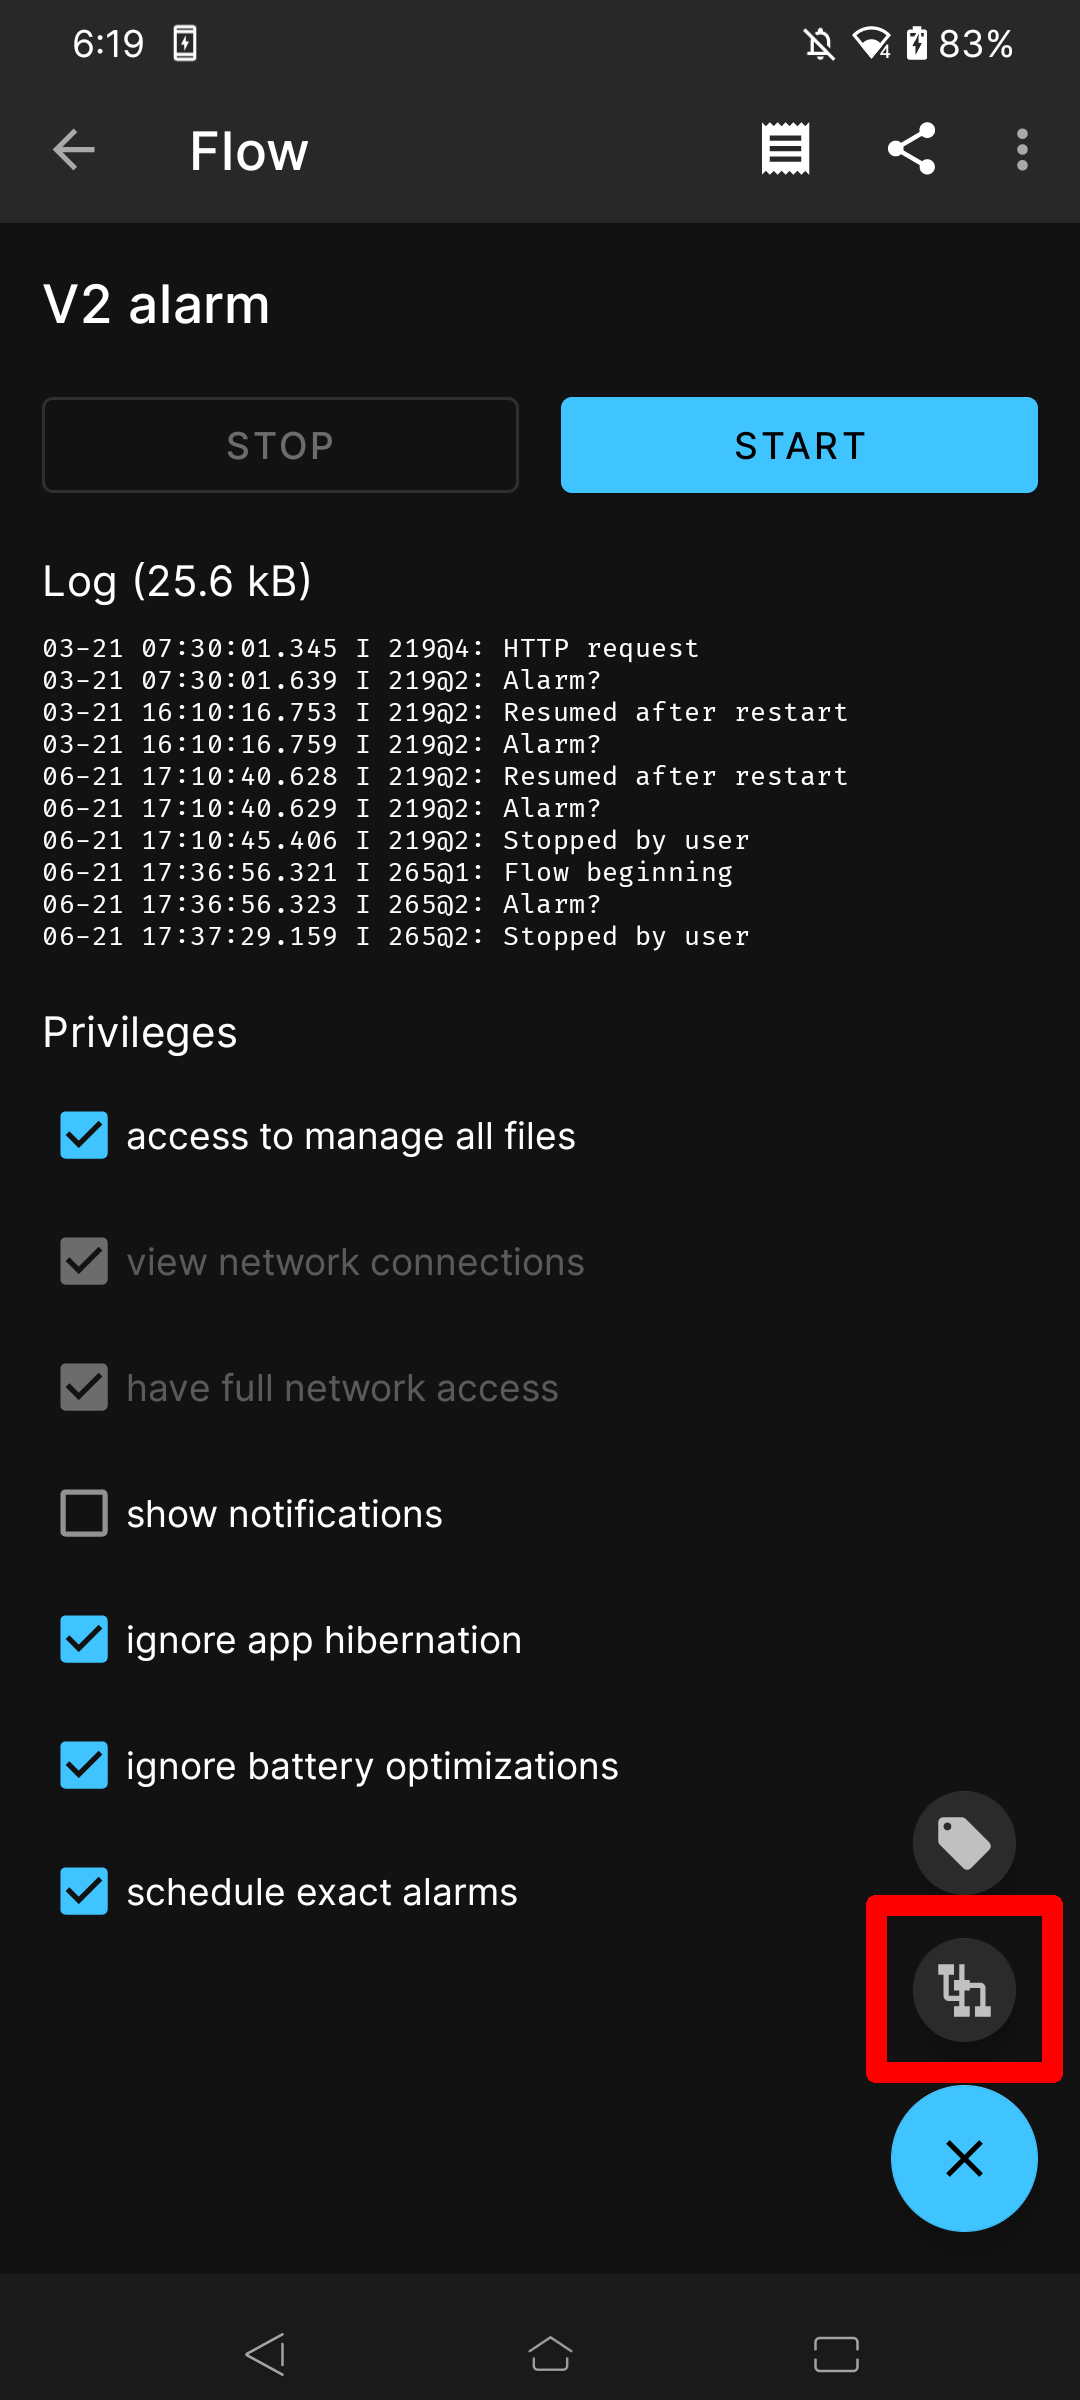 6:19
4
83%
Flow
V2 alarm
STOP
START
Log (25.6 kB)
03-21 07:30:01.345 I 219@4: HTTP request
03-21 07:30:01.639 I 219@2: Alarm?
03-21 16:10:16.753 I 219@2: Resumed after restart
03-21 16:10:16.759 I 219@2: Alarm?
06-21 17:10:40.628 I 219@2: Resumed after restart
06-21 17:10:40.629 I 219@2: Alarm?
06-21 17:10:45.406 I 219@2: Stopped by user
06-21 17:36:56.321 I 265@1: Flow beginning
06-21 17:36:56.323 I 265@2: Alarm?
06-21 17:37:29.159 I 265@2: Stopped by user
Privileges
access to manage all files
view network connections
have full network access
show notifications
ignore app hibernation
ignore battery optimizations
schedule exact alarms